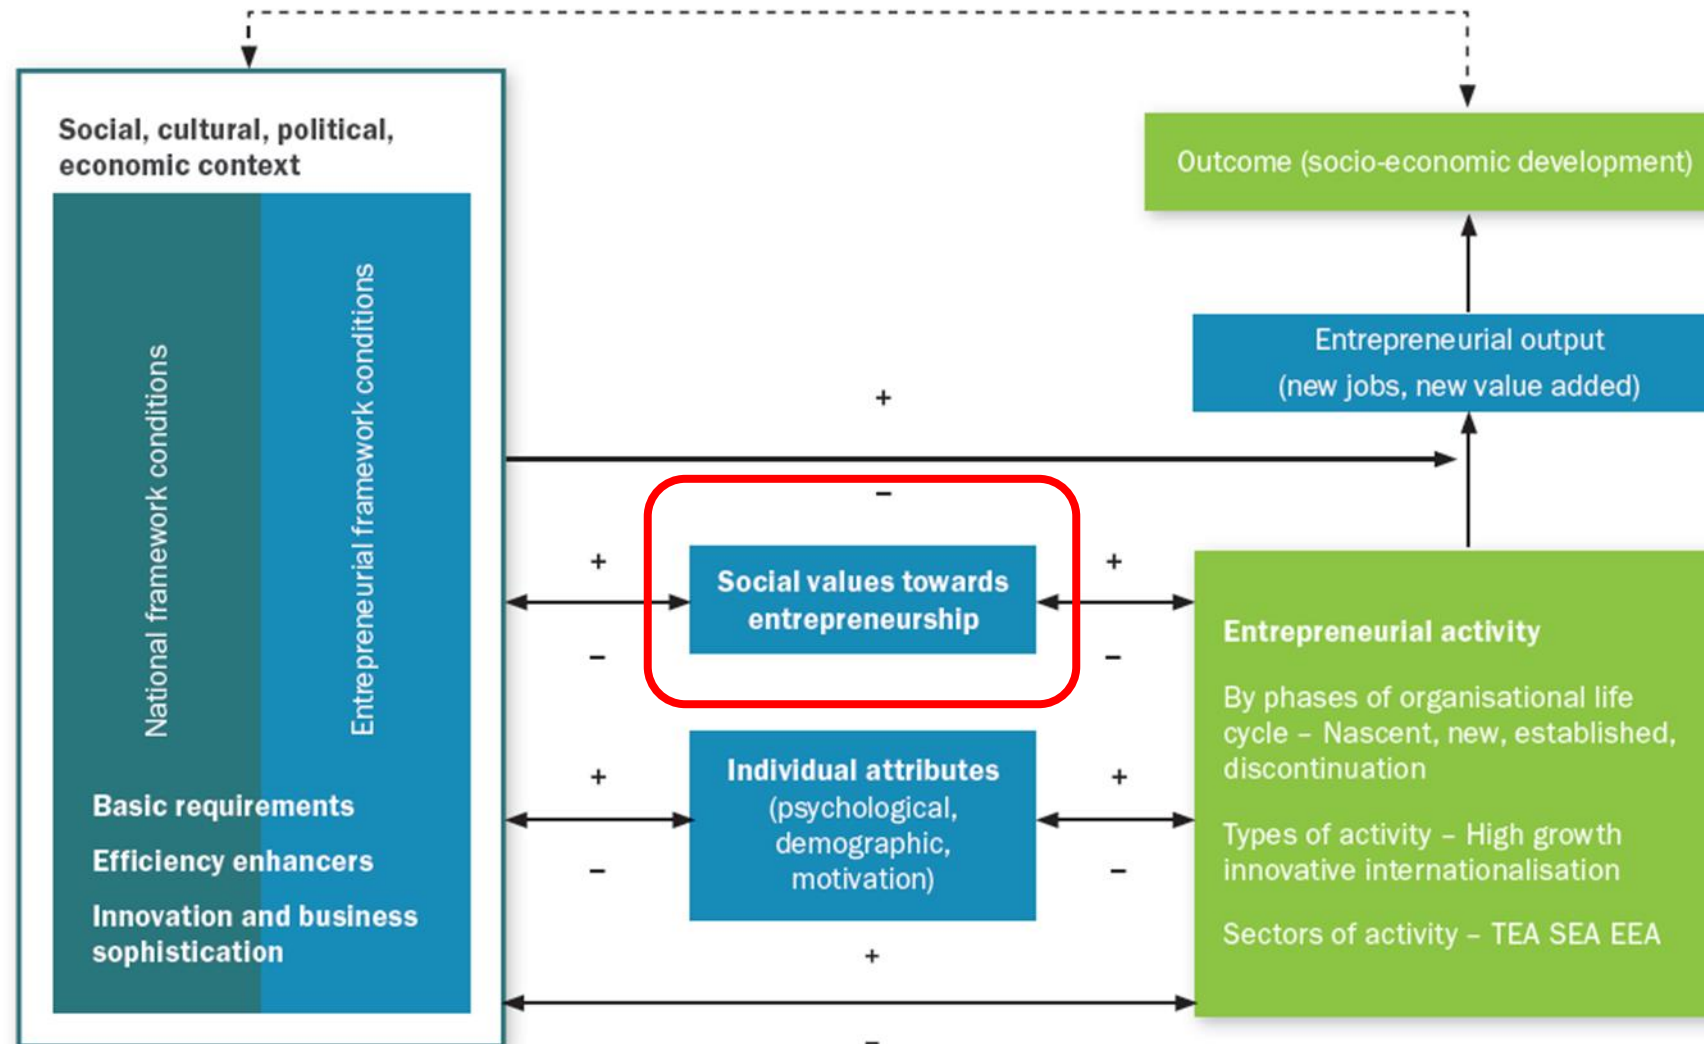 Social, cultural, political,
economic context
National framework conditions
Entrepreneurial framework conditions
Basic requirements
Efficiency enhancers
Innovation and business
sophistication
+
–
+
–
Social values towards
entrepreneurship
+
–
+
–
Individual attributes
(psychological,
demographic,
motivation)
+
–
+
–
Outcome (socio-economic development)
Entrepreneurial output
(new jobs, new value added)
Entrepreneurial activity
By phases of organisational life
cycle – Nascent, new, established,
discontinuation
Types of activity – High growth
innovative internationalisation
Sectors of activity – TEA SEA EEA